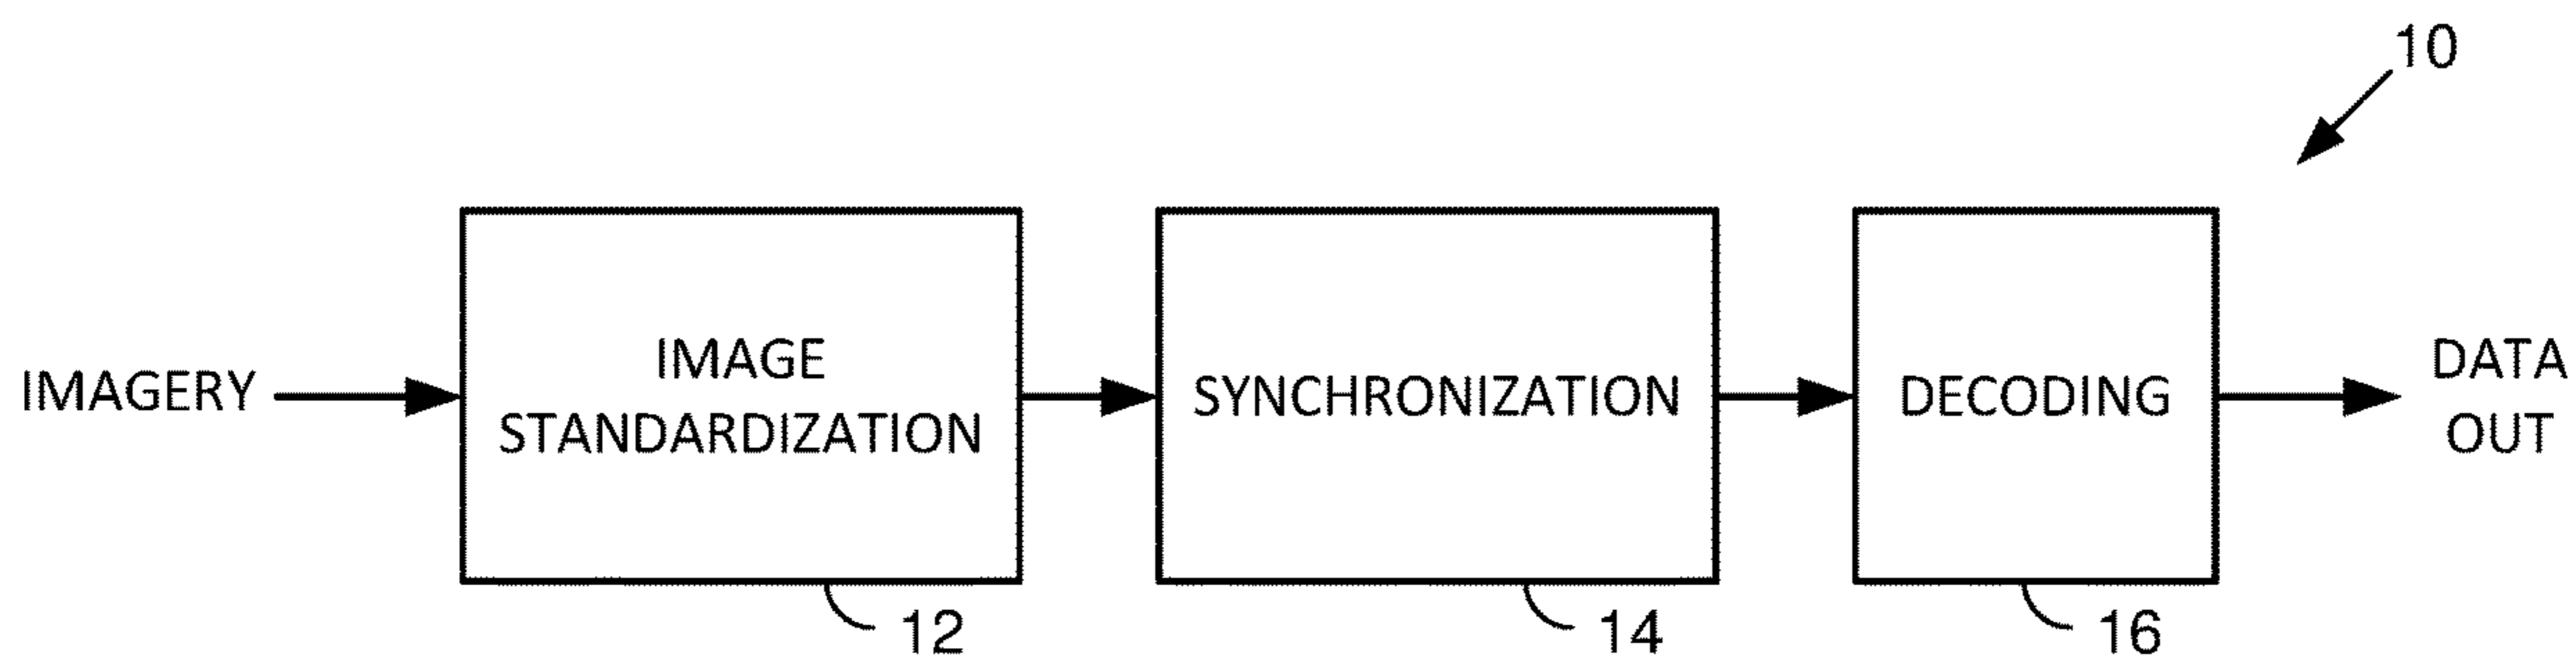 10
IMAGERY
IMAGE
STANDARDIZATION
SYNCHRONIZATION
DECODING
DATA
OUT
12
14
16